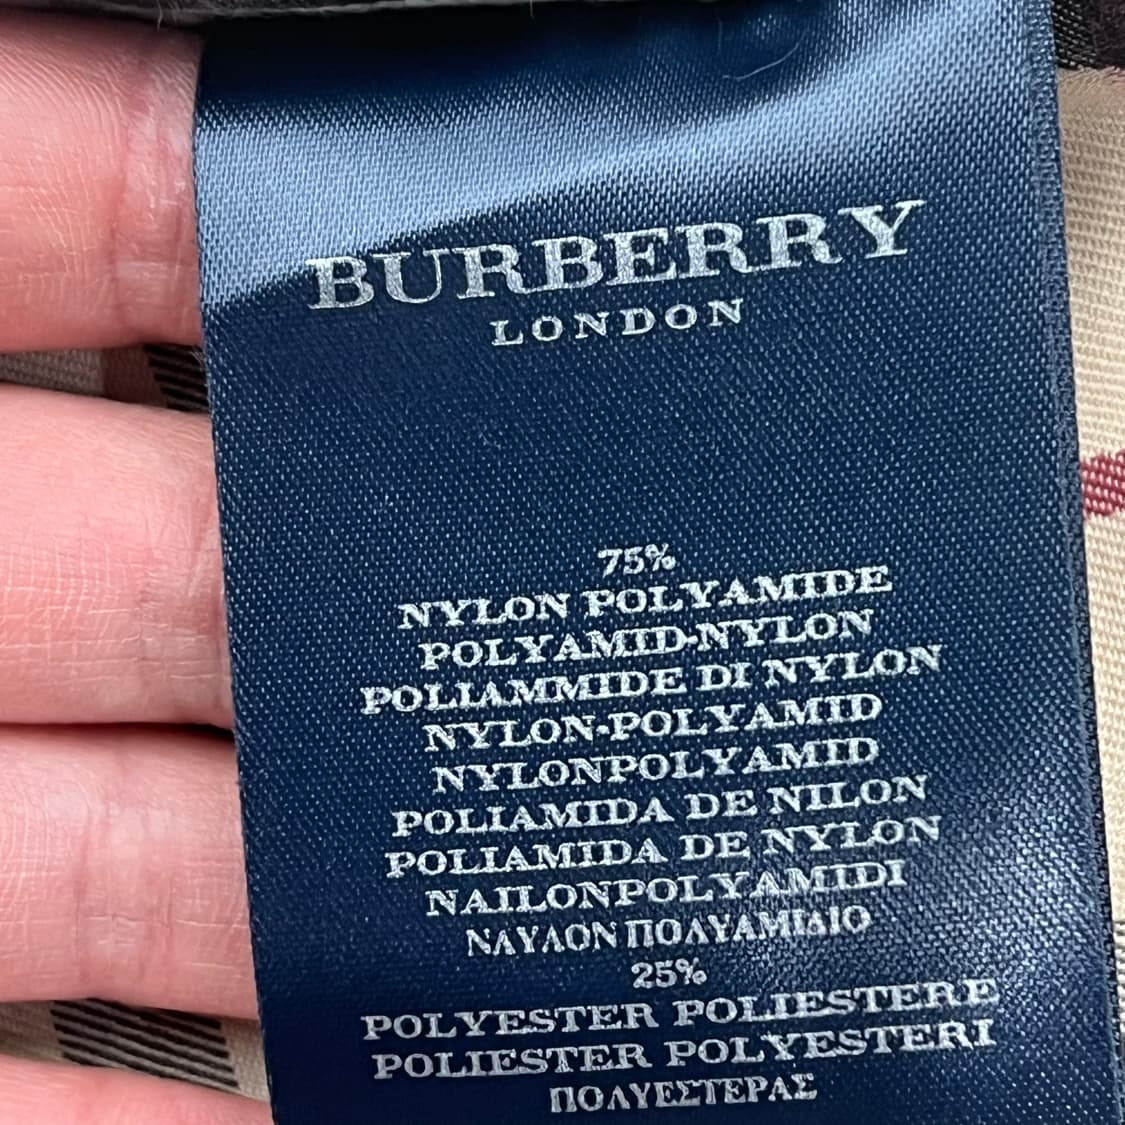 BURBERRY
LONDON
75%
NYLON POLYAMIDE
POLYAMID-NYLON
POLIAMMIDE DI NYLON
NYLON-POLYAMID
NYLONPOLYAMID
POLIAMIDA DE NILON
POLIAMIDA DE NYLON
NAILONPOLYAMIDI
ΝΑΥΛΟΝ ΠΟΛΥΑΜΙΔΙΟ
25%
POLYESTER POLIESTERE
POLIESTER POLYESTERI
ΠΟΛΥΕΣΤΕΡΑΣ